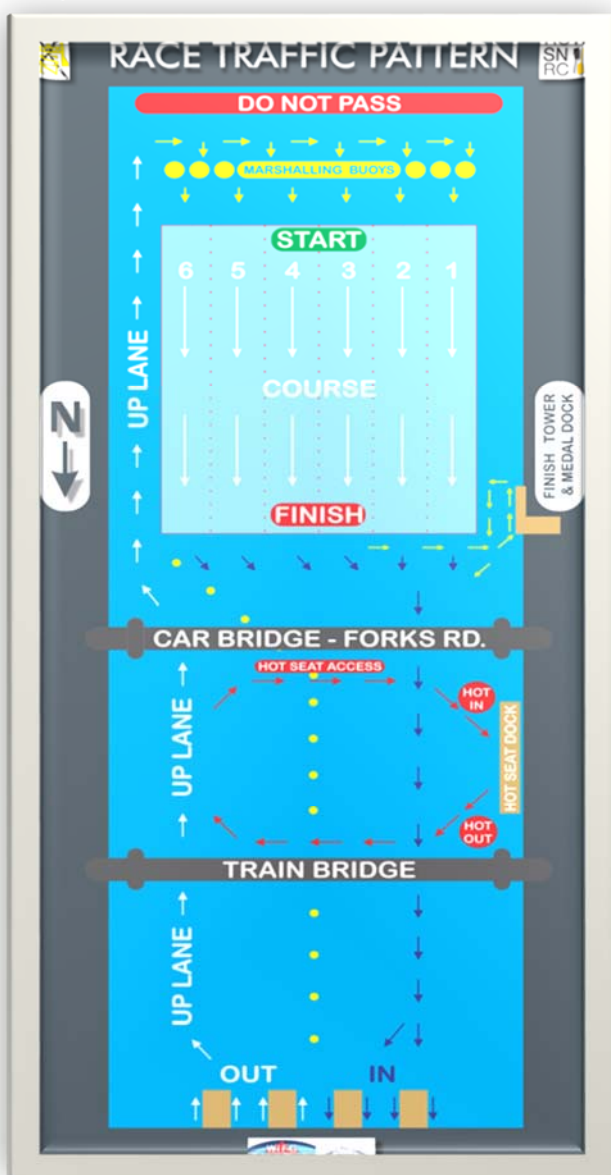 RACE TRAFFIC PATTERN
SN
RC
DO NOT PASS
MARSHALLING BUOYS
START
6 5 4 3 2 1
UP LANE
COURSE
N
FINISH TOWER
& MEDAL DOCK
FINISH
CAR BRIDGE - FORKS RD.
HOT SEAT ACCESS
HOT
IN
UP LANE
HOT SEAT DOCK
HOT
OUT
TRAIN BRIDGE
UP LANE
OUT IN